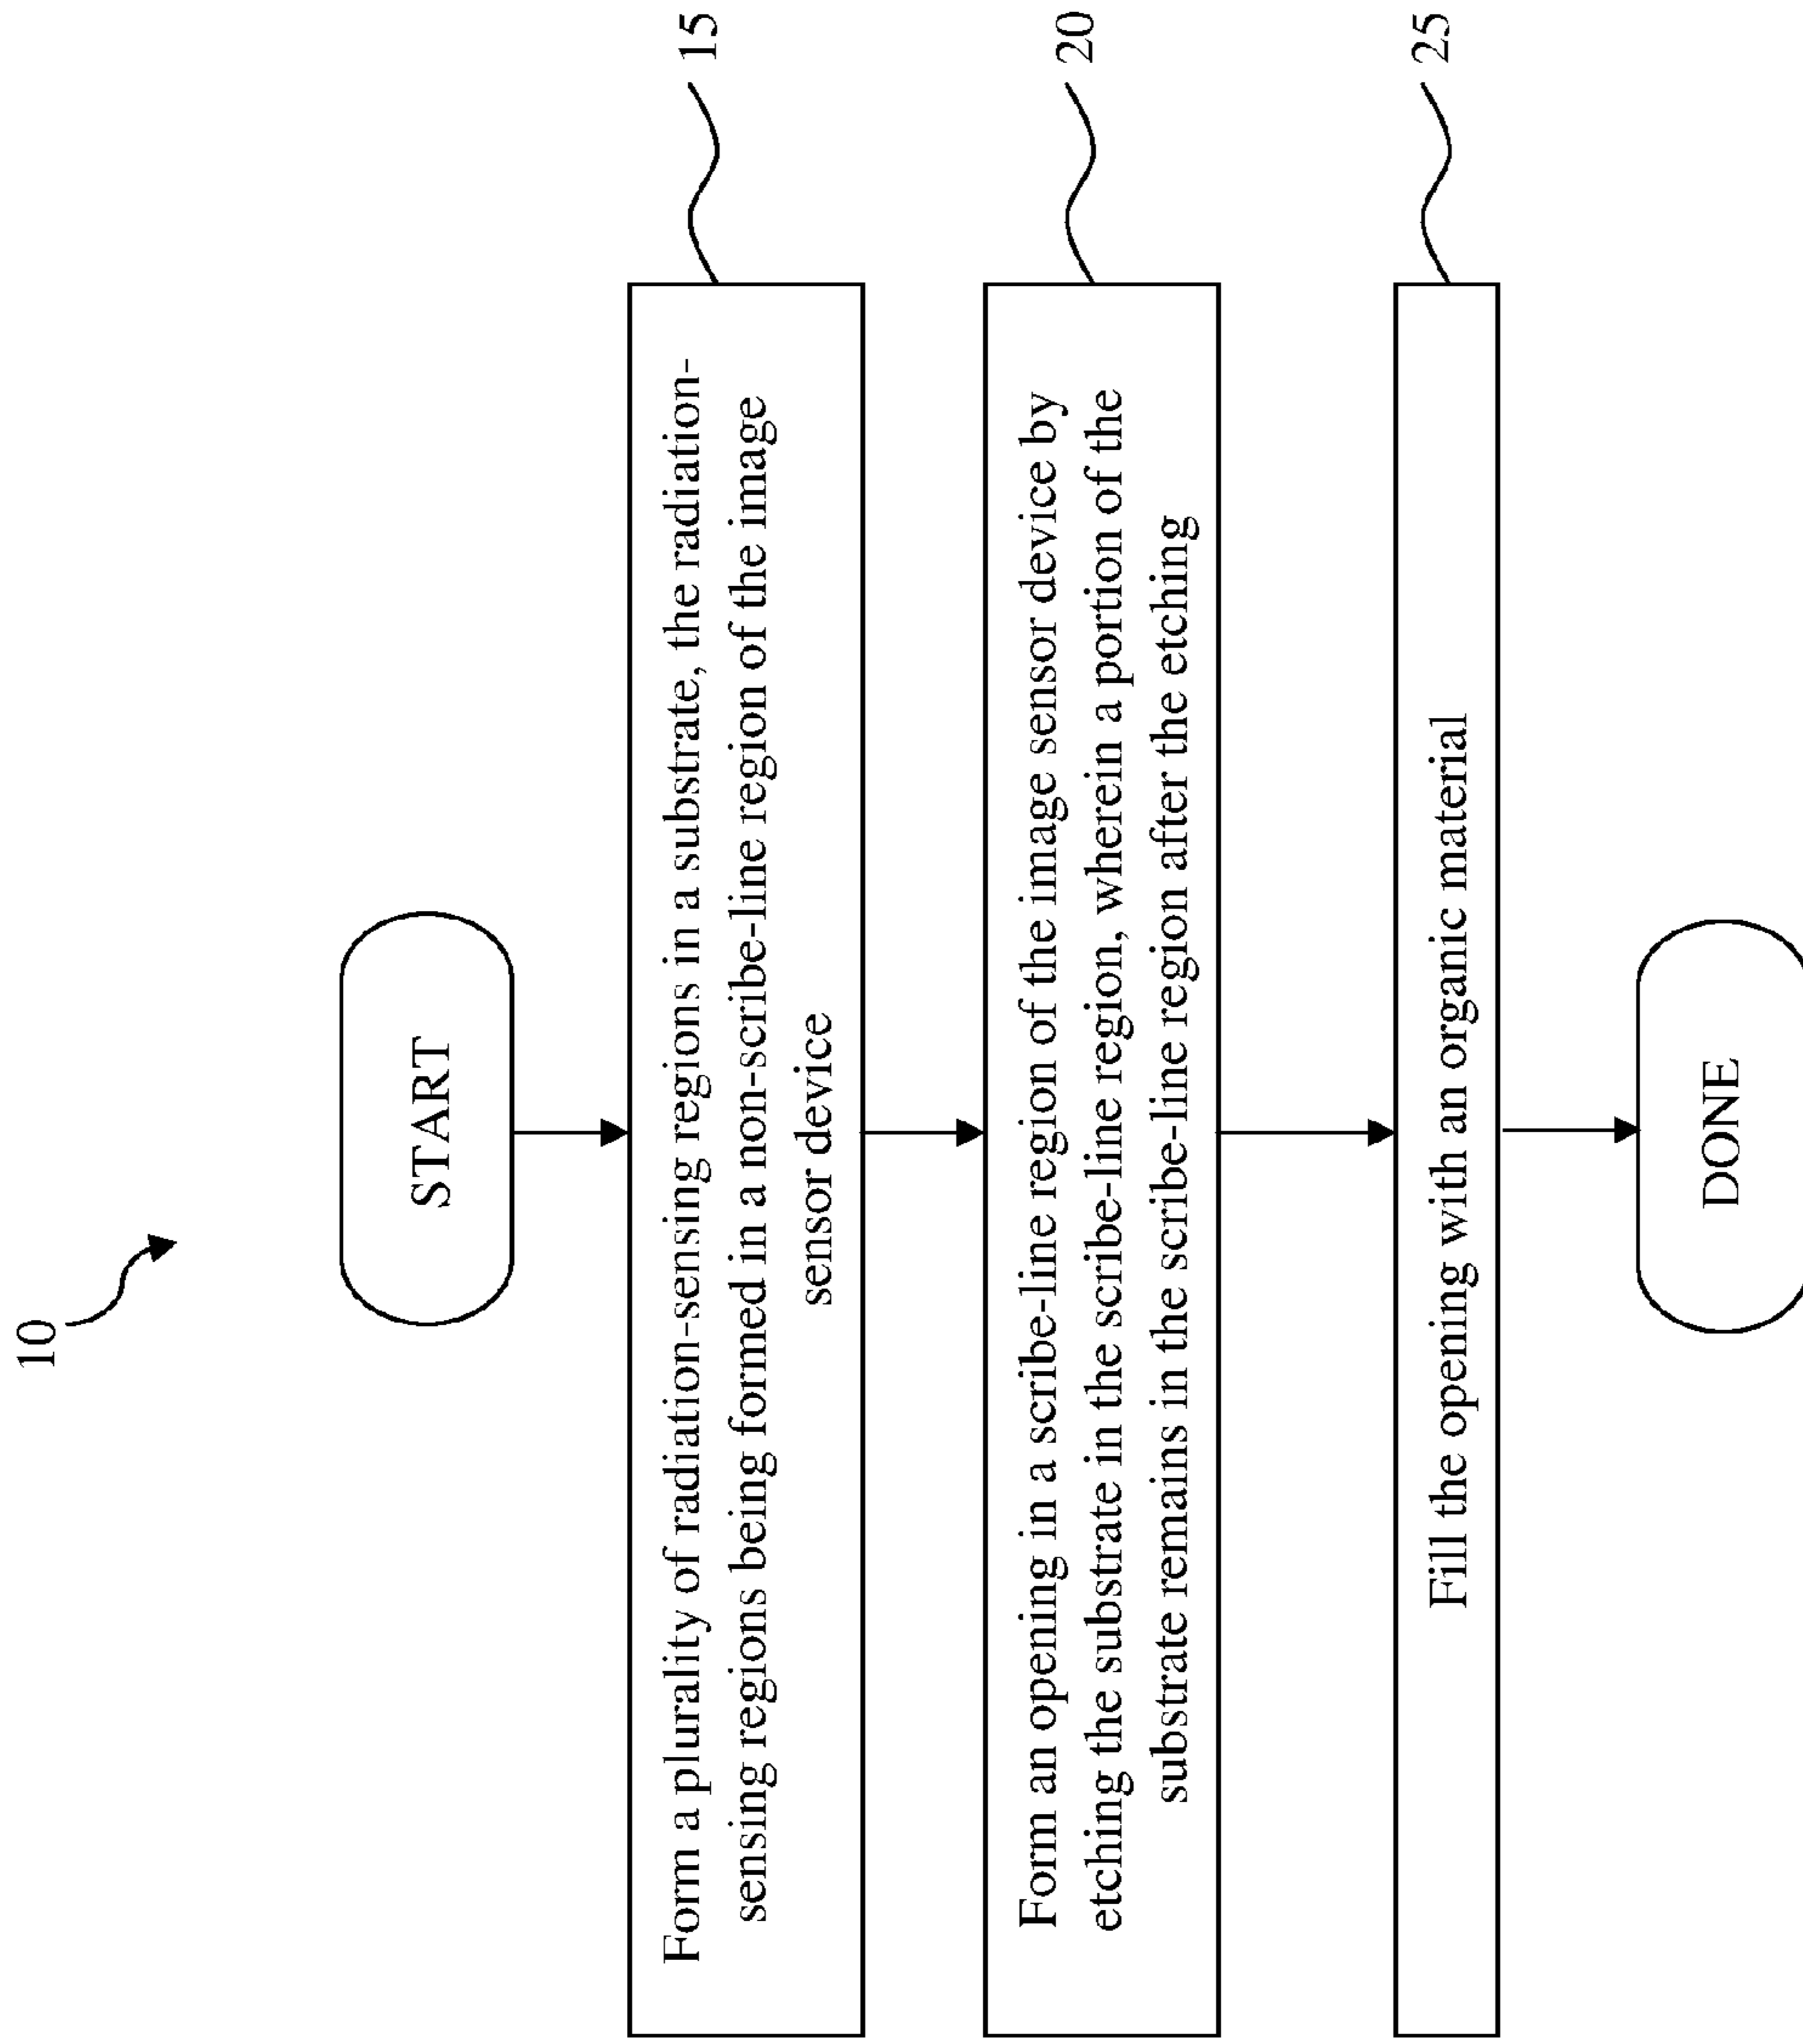 10
START
Form a plurality of radiation-sensing regions in a substrate, the radiation-
sensing regions being formed in a non-scribe-line region of the image
sensor device
15
Form an opening in a scribe-line region of the image sensor device by
etching the substrate in the scribe-line region, wherein a portion of the
substrate remains in the scribe-line region after the etching
20
Fill the opening with an organic material
25
DONE